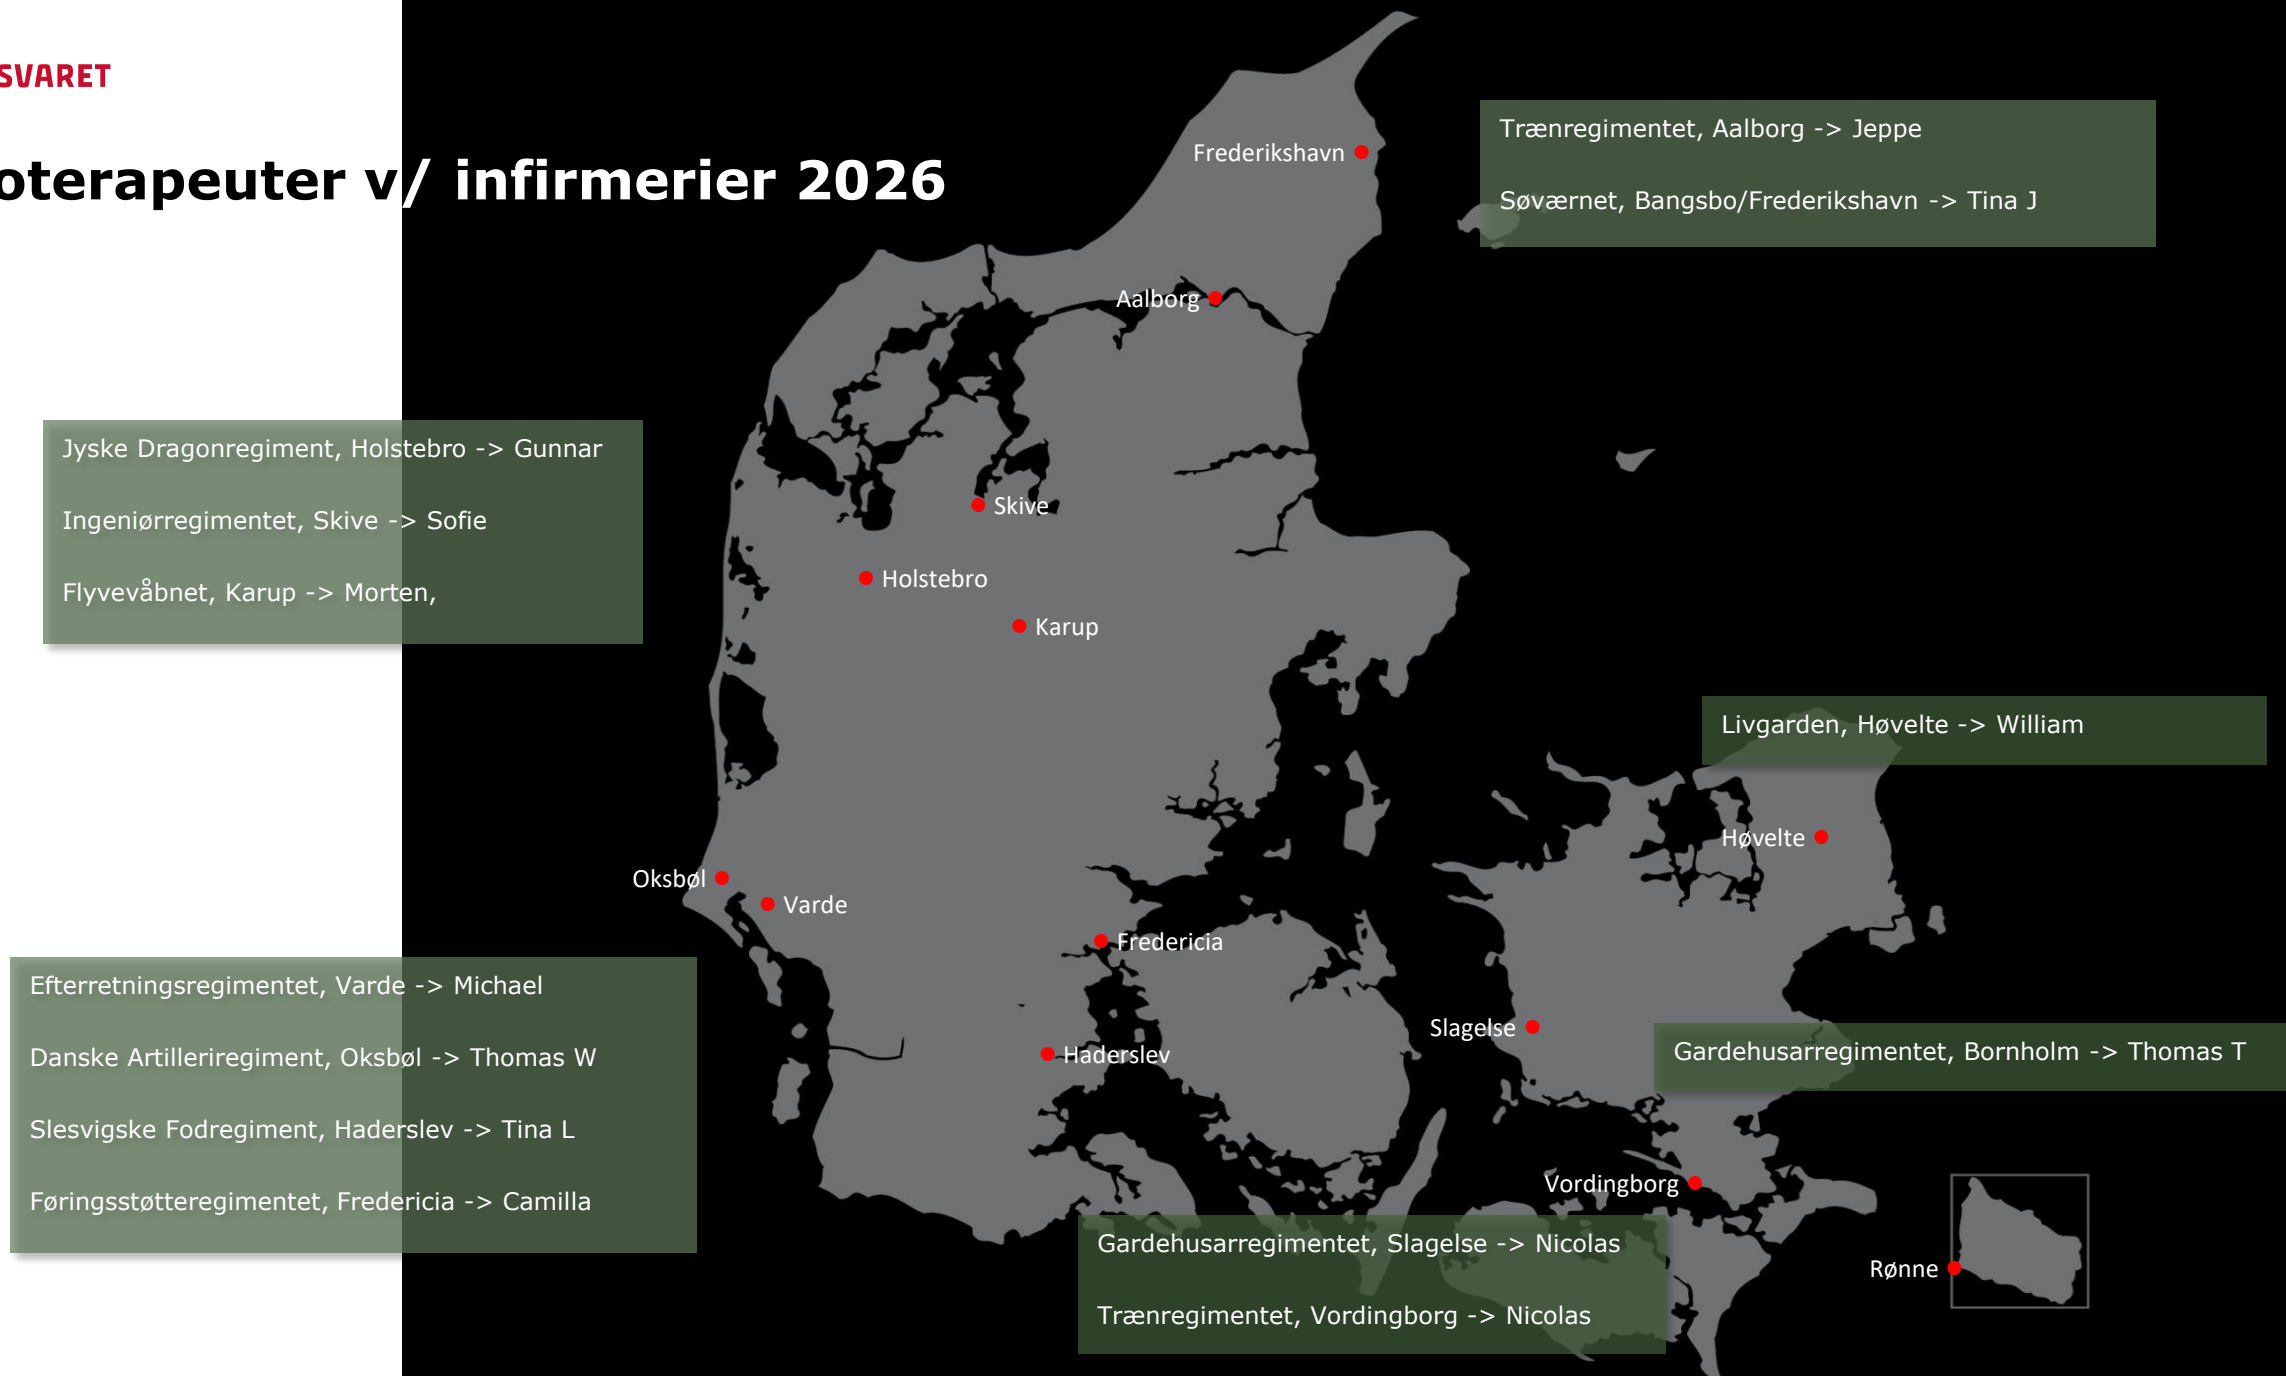 SVARET
oterapeuter v/ infirmerier 2026
Trænregimentet, Aalborg -> Jeppe
Søværnet, Bangsbo/Frederikshavn -> Tina J
Frederikshavn
Aalborg
Jyske Dragonregiment, Holstebro -> Gunnar
Ingeniørregimentet, Skive -> Sofie
Flyvevåbnet, Karup -> Morten,
Skive
Holstebro
Karup
Livgarden, Høvelte -> William
Høvelte
Oksbøl
Varde
Fredericia
Efterretningsregimentet, Varde -> Michael
Danske Artilleriregiment, Oksbøl -> Thomas W
Slesvigske Fodregiment, Haderslev -> Tina L
Føringsstøtteregimentet, Fredericia -> Camilla
Haderslev
Slagelse
Gardehusarregimentet, Bornholm -> Thomas T
Vordingborg
Gardehusarregimentet, Slagelse -> Nicolas
Trænregimentet, Vordingborg -> Nicolas
Rønne